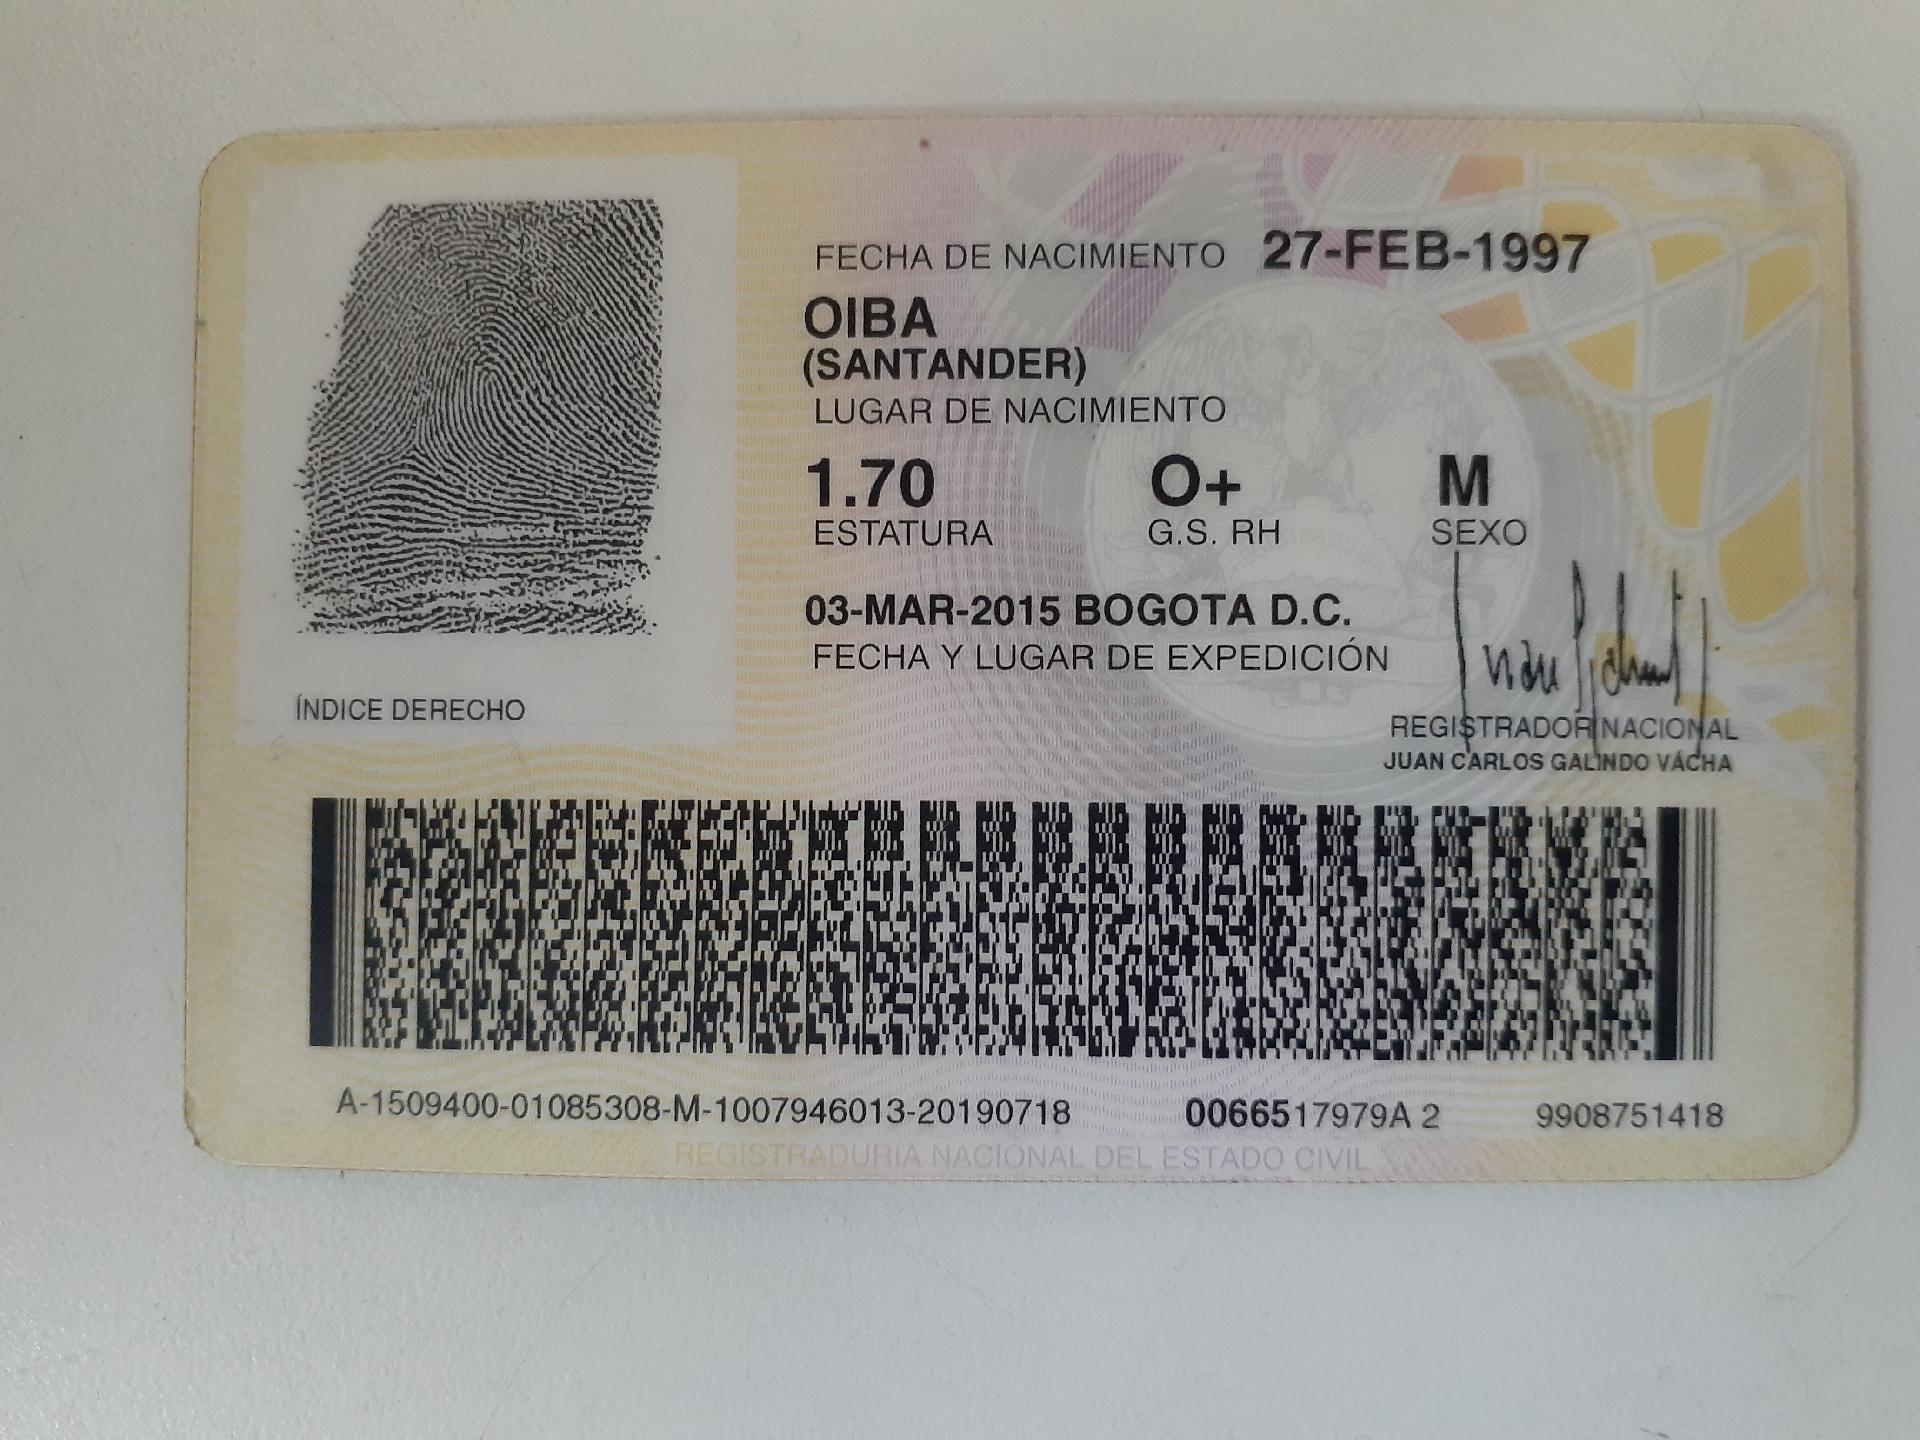 FECHA DE NACIMIENTO 27-FEB-1997
OIBA
(SANTANDER)
LUGAR DE NACIMIENTO
1.70 O+ M
ESTATURA G.S. RH SEXO
03-MAR-2015 BOGOTA D.C.
FECHA Y LUGAR DE EXPEDICIÓN
ÍNDICE DERECHO
REGISTRADOR NACIONAL
JUAN CARLOS GALINDO VÁCHA
A-1509400-01085308-M-1007946013-20190718 0066517979A 2 9908751418
REGISTRADURIA NACIONAL DEL ESTADO CIVIL